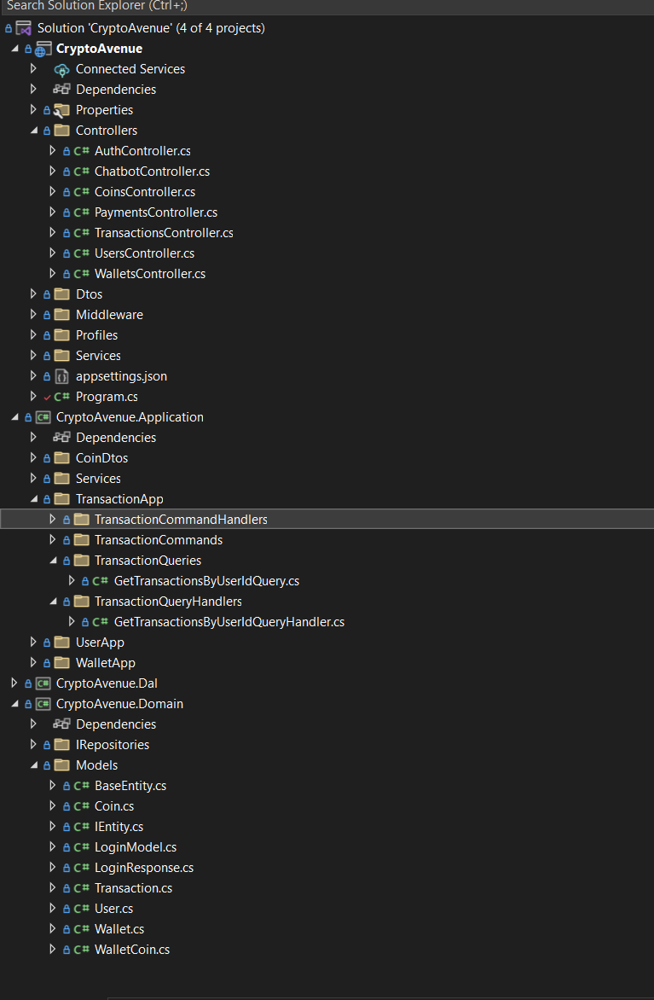 Search Solution Explorer (Ctrl+;)
Solution 'CryptoAvenue' (4 of 4 projects)
CryptoAvenue
Connected Services
Dependencies
Properties
Controllers
C# AuthController.cs
C# ChatbotController.cs
C# CoinsController.cs
C# PaymentsController.cs
C# TransactionsController.cs
C# UsersController.cs
C# WalletsController.cs
Dtos
Middleware
Profiles
Services
appsettings.json
C# Program.cs
C# CryptoAvenue.Application
Dependencies
CoinDtos
Services
TransactionApp
TransactionCommandHandlers
TransactionCommands
TransactionQueries
C# GetTransactionsByUserIdQuery.cs
TransactionQueryHandlers
C# GetTransactionsByUserIdQueryHandler.cs
UserApp
WalletApp
C# CryptoAvenue.Dal
C# CryptoAvenue.Domain
Dependencies
IRepositories
Models
C# BaseEntity.cs
C# Coin.cs
C# IEntity.cs
C# LoginModel.cs
C# LoginResponse.cs
C# Transaction.cs
C# User.cs
C# Wallet.cs
C# WalletCoin.cs